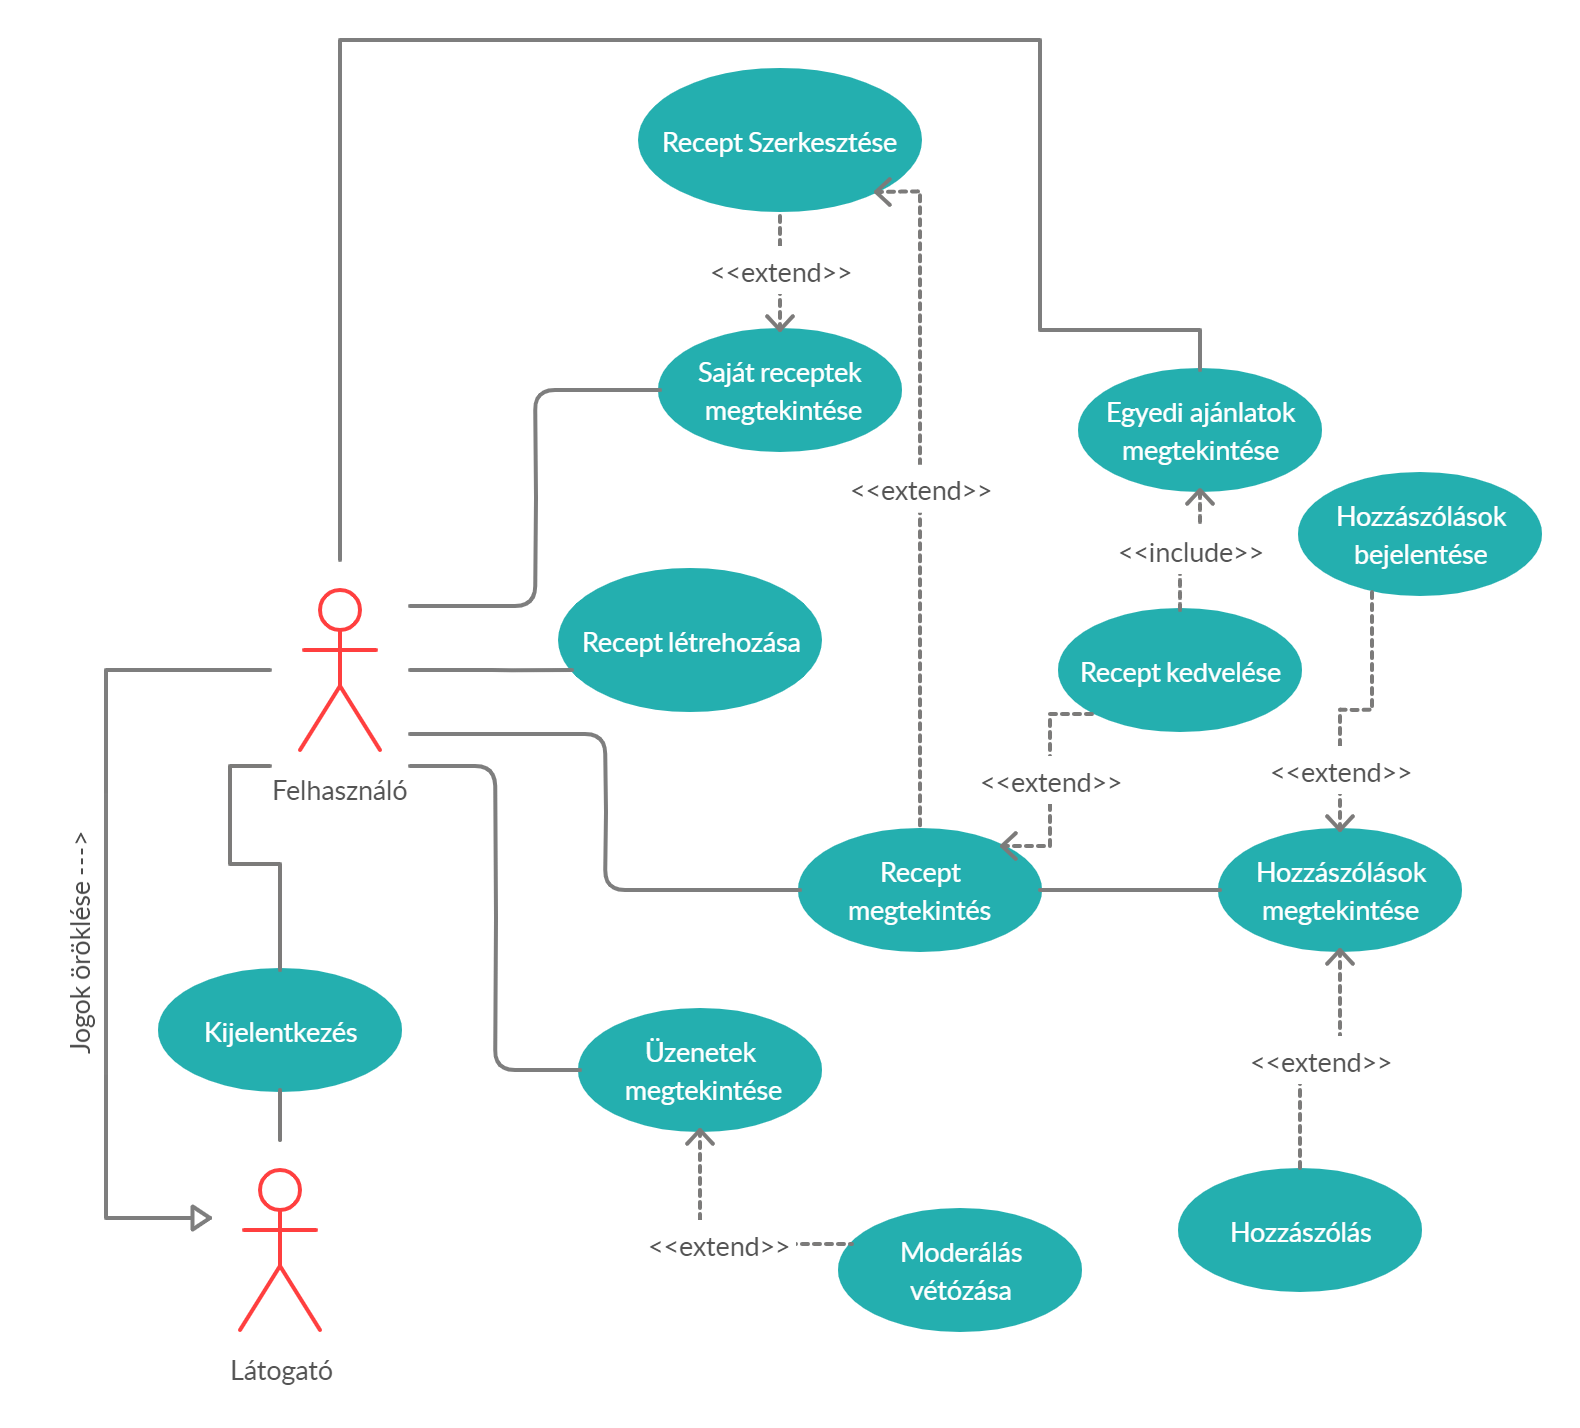 Recept Szerkesztése
<<extend>>
Saját receptek
megtekintése
Egyedi ajánlatok
megtekintése
<<extend>>
Hozzászólások
bejelentése
<<include>>
Recept létrehozása
Recept kedvelése
Felhasználó
<<extend>>
<<extend>>
Jogok öröklése --->
Recept
megtekintés
Hozzászólások
megtekintése
Kijelentkezés
Üzenetek
megtekintése
<<extend>>
<<extend>>
Moderálás
vétózása
Hozzászólás
Látogató